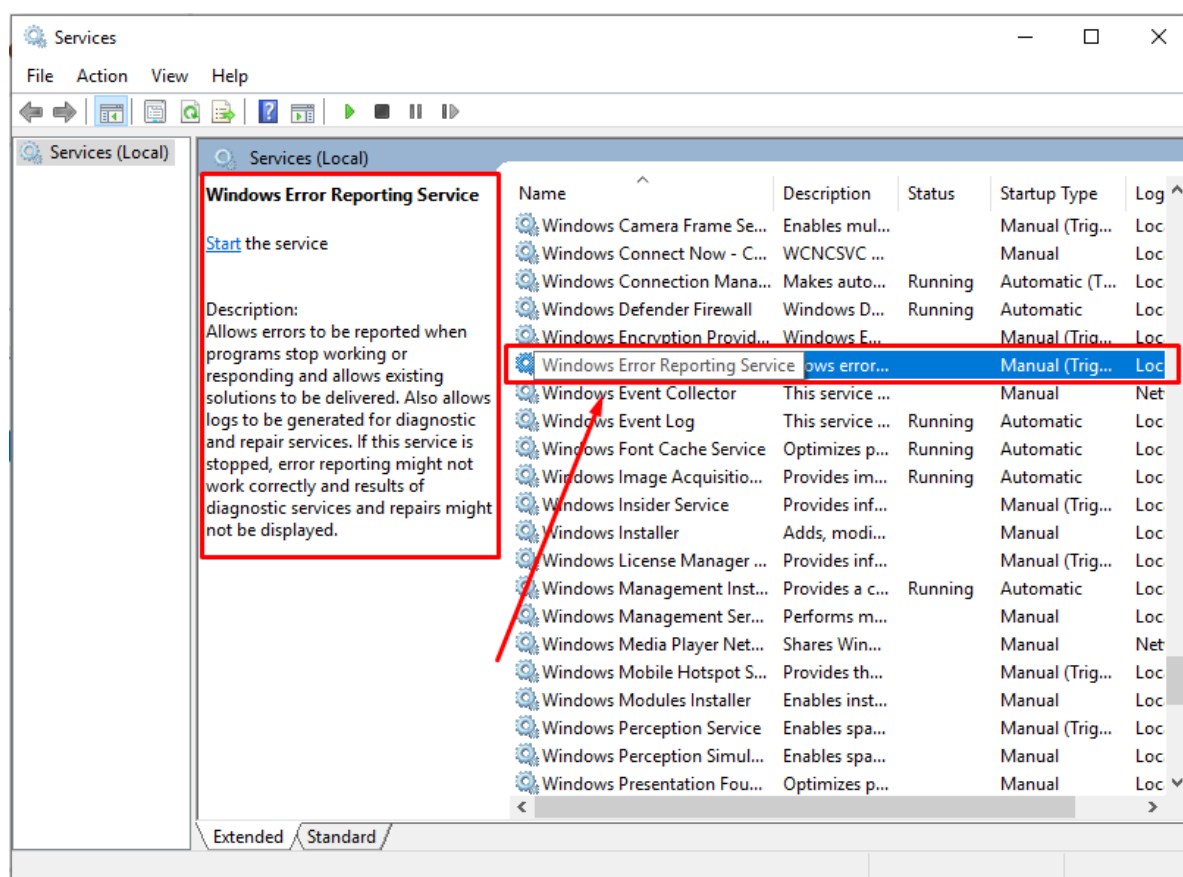 Services
File Action View Help
Services (Local)
Services (Local)
Windows Error Reporting Service
Start the service
Description:
Allows errors to be reported when
programs stop working or
responding and allows existing
solutions to be delivered. Also allows
logs to be generated for diagnostic
and repair services. If this service is
stopped, error reporting might not
work correctly and results of
diagnostic services and repairs might
not be displayed.
Name Description Status Startup Type Log
Windows Camera Frame Se... Enables mul... Manual (Trig... Loc
Windows Connect Now - C... WCNCSVC ... Manual Loc
Windows Connection Mana... Makes auto... Running Automatic (T... Loc
Windows Defender Firewall Windows D... Running Automatic Loc
Windows Encryption Provid... Windows E... Manual (Trig... Loc
Windows Error Reporting Service ows error... Manual (Trig... Loc
Windows Event Collector This service ... Manual Net
Windows Event Log This service ... Running Automatic Loc
Windows Font Cache Service Optimizes p... Running Automatic Loc
Windows Image Acquisitio... Provides im... Running Automatic Loc
Windows Insider Service Provides inf... Manual (Trig... Loc
Windows Installer Adds, modi... Manual Loc
Windows License Manager ... Provides inf... Manual (Trig... Loc
Windows Management Inst... Provides a c... Running Automatic Loc
Windows Management Ser... Performs m... Manual Loc
Windows Media Player Net... Shares Win... Manual Net
Windows Mobile Hotspot S... Provides th... Manual (Trig... Loc
Windows Modules Installer Enables inst... Manual Loc
Windows Perception Service Enables spa... Manual (Trig... Loc
Windows Perception Simul... Enables spa... Manual Loc
Windows Presentation Fou... Optimizes p... Manual Loc
Extended Standard